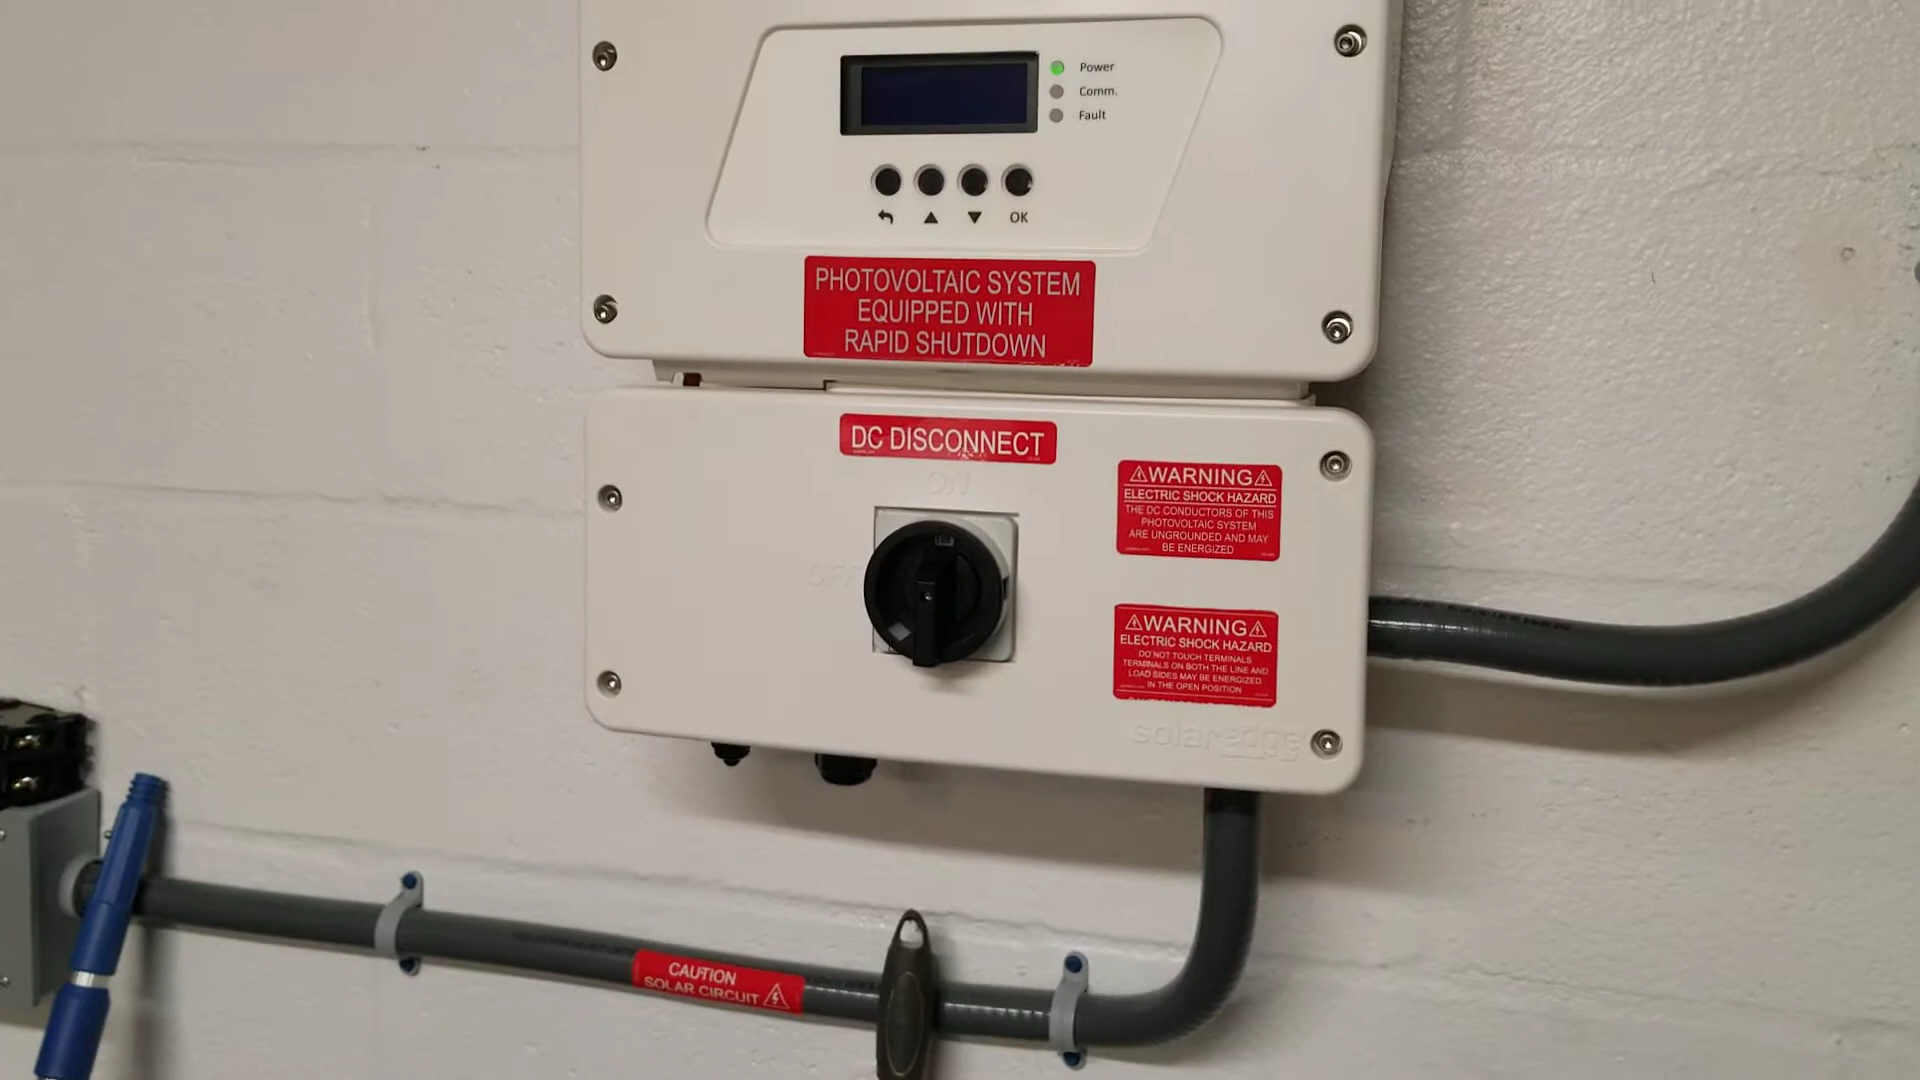 Power
Comm.
Fault
OK
PHOTOVOLTAIC SYSTEM
EQUIPPED WITH
RAPID SHUTDOWN
DC DISCONNECT
ON
OFF
WARNING
ELECTRIC SHOCK HAZARD
THE DC CONDUCTORS OF THIS
PHOTOVOLTAIC SYSTEM
ARE UNGROUNDED AND MAY
BE ENERGIZED
WARNING
ELECTRIC SHOCK HAZARD
DO NOT TOUCH TERMINALS
TERMINALS ON BOTH THE LINE AND
LOAD SIDES MAY BE ENERGIZED
IN THE OPEN POSITION
solaredge
CAUTION
SOLAR CIRCUIT